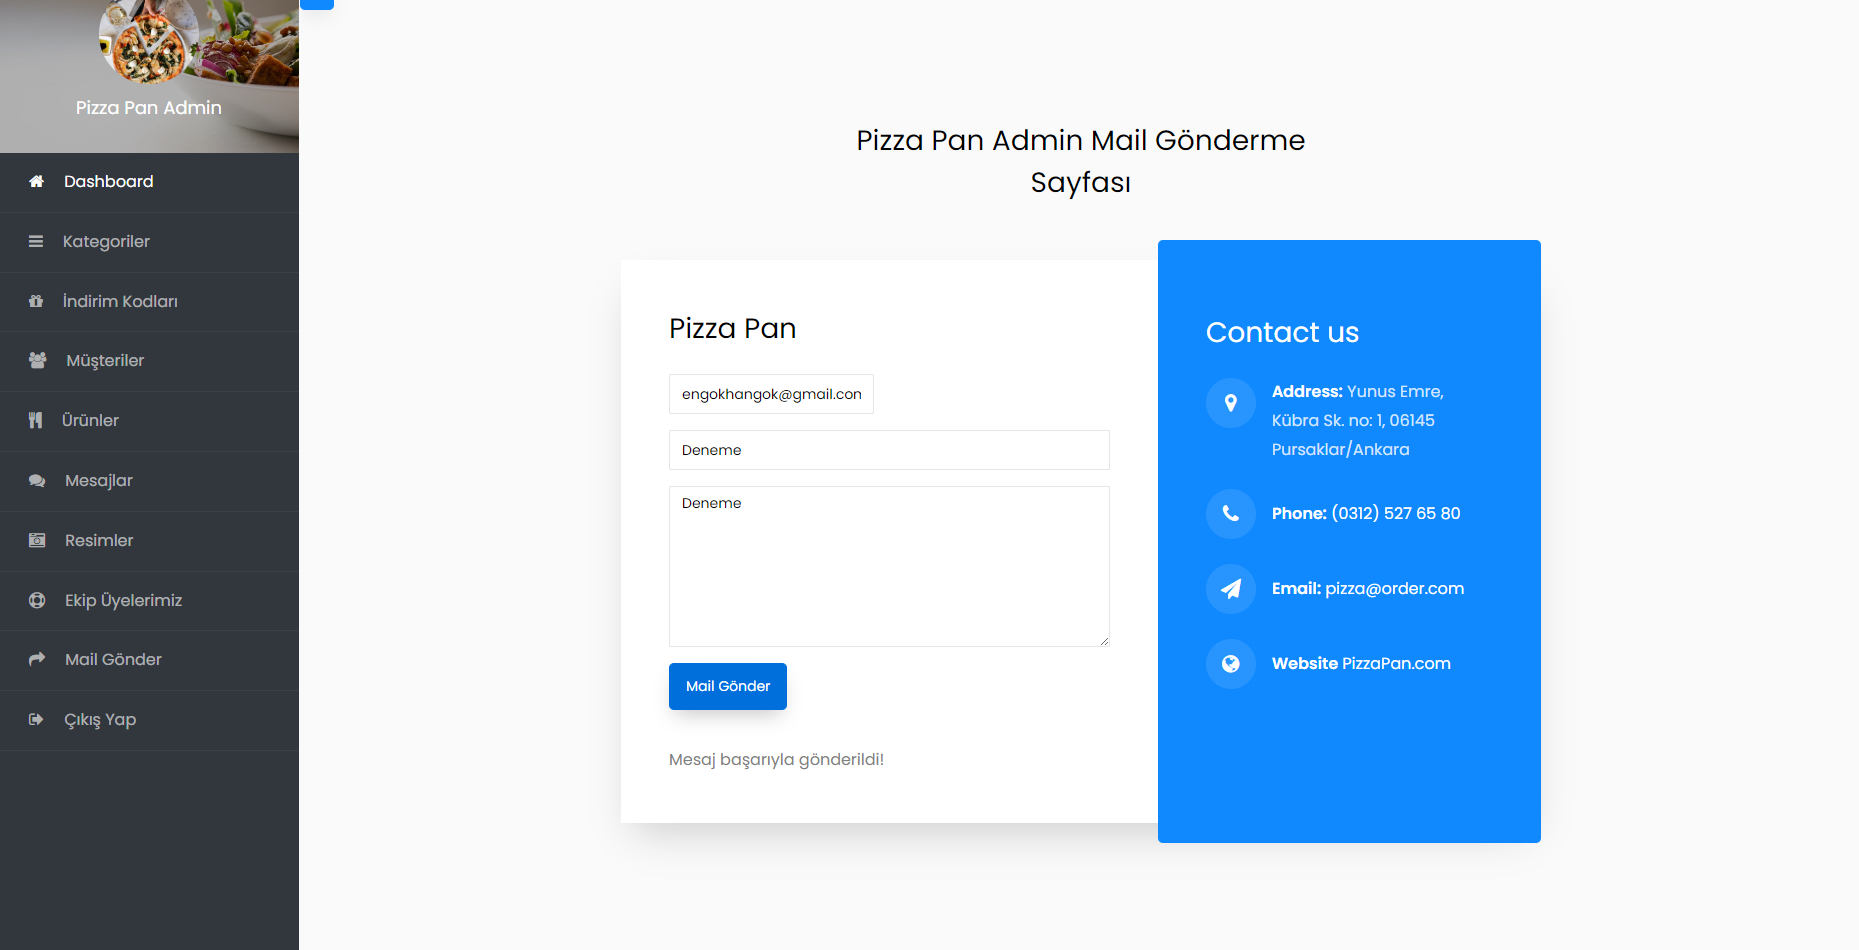 Pizza Pan Admin
Dashboard
Kategoriler
İndirim Kodları
Müşteriler
Ürünler
Mesajlar
Resimler
Ekip Üyelerimiz
Mail Gönder
Çıkış Yap
Pizza Pan Admin Mail Gönderme
Sayfası
Pizza Pan
engokhangok@gmail.con
Deneme
Deneme
Mail Gönder
Mesaj başarıyla gönderildi!
Contact us
Address: Yunus Emre,
Kübra Sk. no: 1, 06145
Pursaklar/Ankara
Phone: (0312) 527 65 80
Email: pizza@order.com
Website PizzaPan.com